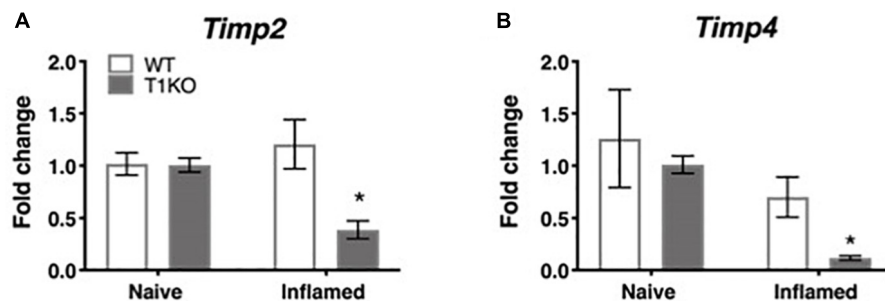 A
Timp2
WT
T1KO
Fold change
2.0
1.5
1.0
0.5
0.0
*
Naive
Inflamed
B
Timp4
Fold change
2.0
1.5
1.0
0.5
0.0
*
Naive
Inflamed